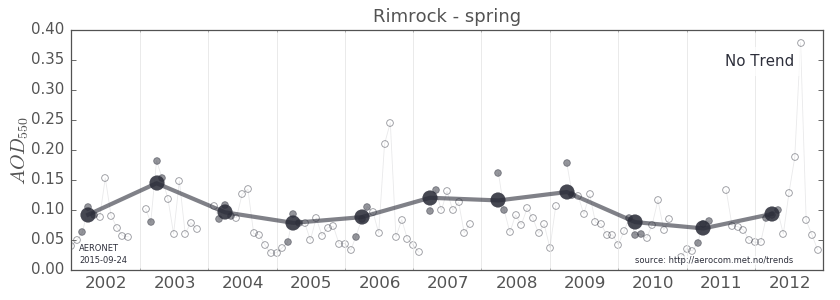 Rimrock - spring
0.40
0.35
0.30
0.25
0.20
0.15
0.10
0.05
0.00
AOD550
No Trend
AERONET
2015-09-24
source: http://aerocom.met.no/trends
2002 2003 2004 2005 2006 2007 2008 2009 2010 2011 2012